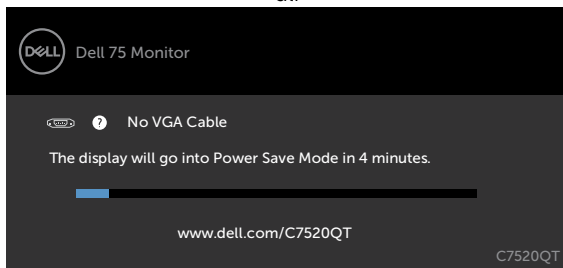 DELL
Dell 75 Monitor
? No VGA Cable
The display will go into Power Save Mode in 4 minutes.
www.dell.com/C7520QT
C7520QT